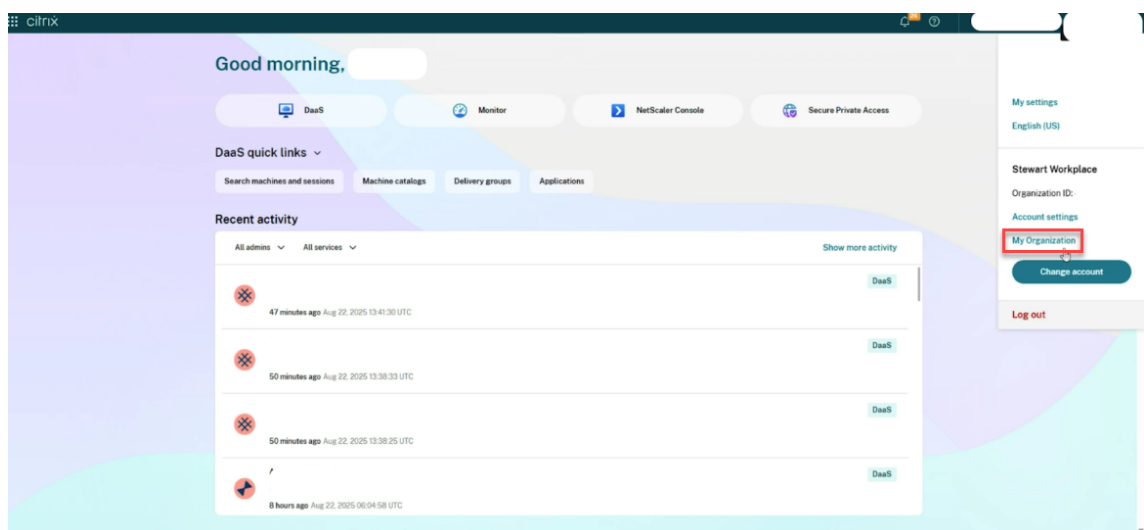 citrix
Good morning,
DaaS
Monitor
NetScaler Console
Secure Private Access
DaaS quick links
Search machines and sessions
Machine catalogs
Delivery groups
Applications
Recent activity
All admins
All services
Show more activity
DaaS
47 minutes ago Aug 22, 2025 13:41:30 UTC
DaaS
50 minutes ago Aug 22, 2025 13:38:33 UTC
DaaS
50 minutes ago Aug 22, 2025 13:38:25 UTC
DaaS
8 hours ago Aug 22, 2025 06:04:58 UTC
My settings
English (US)
Stewart Workplace
Organization ID:
Account settings
My Organization
Change account
Log out